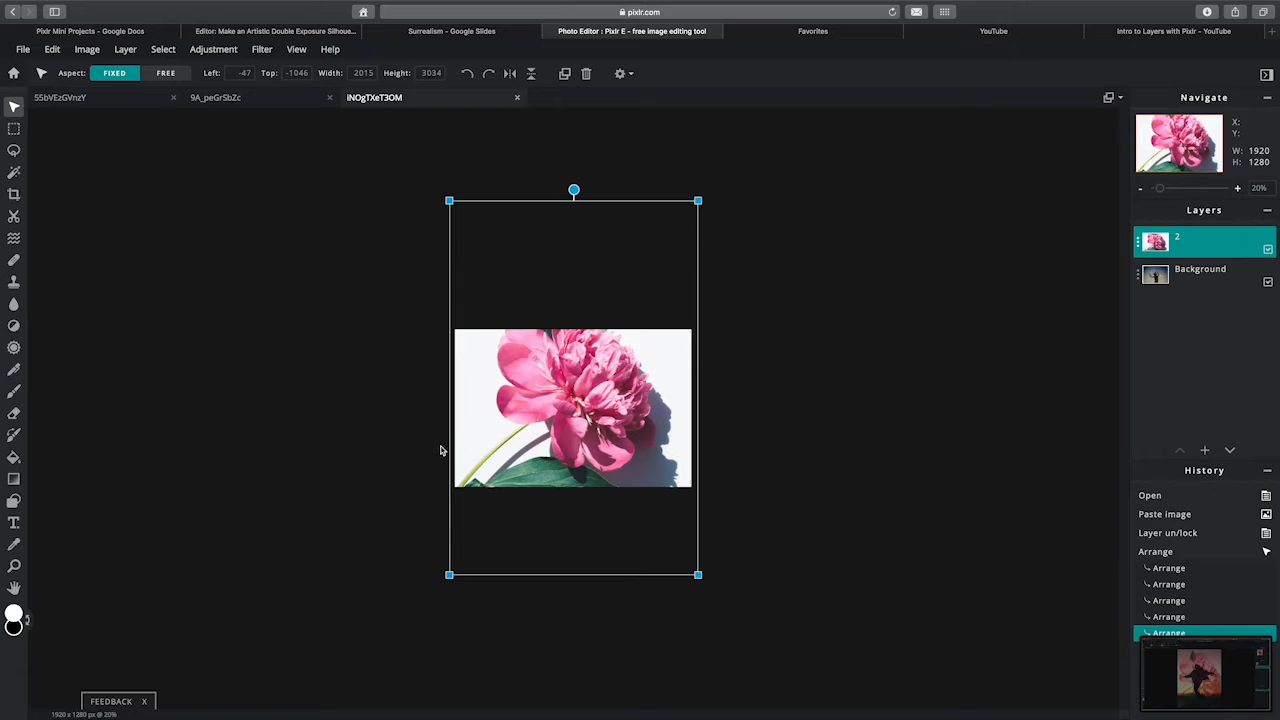 pixlr.com
Pixlr Mini Projects - Google Docs
Editor: Make an Artistic Double Exposure Silhoue...
Surrealism - Google Slides
Photo Editor : Pixlr E - free image editing tool
Favorites
YouTube
Intro to Layers with Pixlr - YouTube
File Edit Image Layer Select Adjustment Filter View Help
Aspect: FIXED FREE Left: -47 Top: -1046 Width: 2015 Height: 3034
55bVEzGVnzY
9A_peGrSbZc
iNOgTXeT3OM
Navigate
X:
Y:
W: 1920
H: 1280
20%
Layers
2
Background
History
Open
Paste image
Layer un/lock
Arrange
Arrange
Arrange
Arrange
Arrange
Arrange
FEEDBACK X
1920 x 1280 px @ 20%